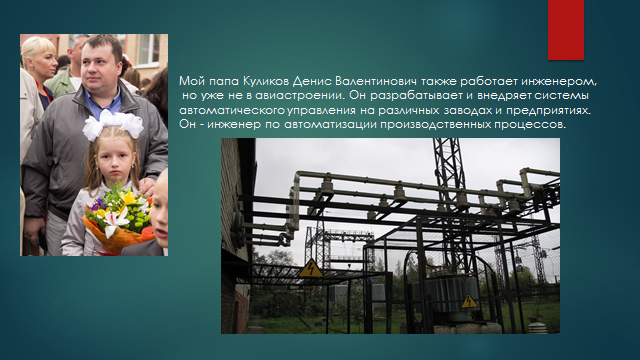 Мой папа Куликов Денис Валентинович также работает инженером,
но уже не в авиастроении. Он разрабатывает и внедряет системы
автоматического управления на различных заводах и предприятиях.
Он - инженер по автоматизации производственных процессов.